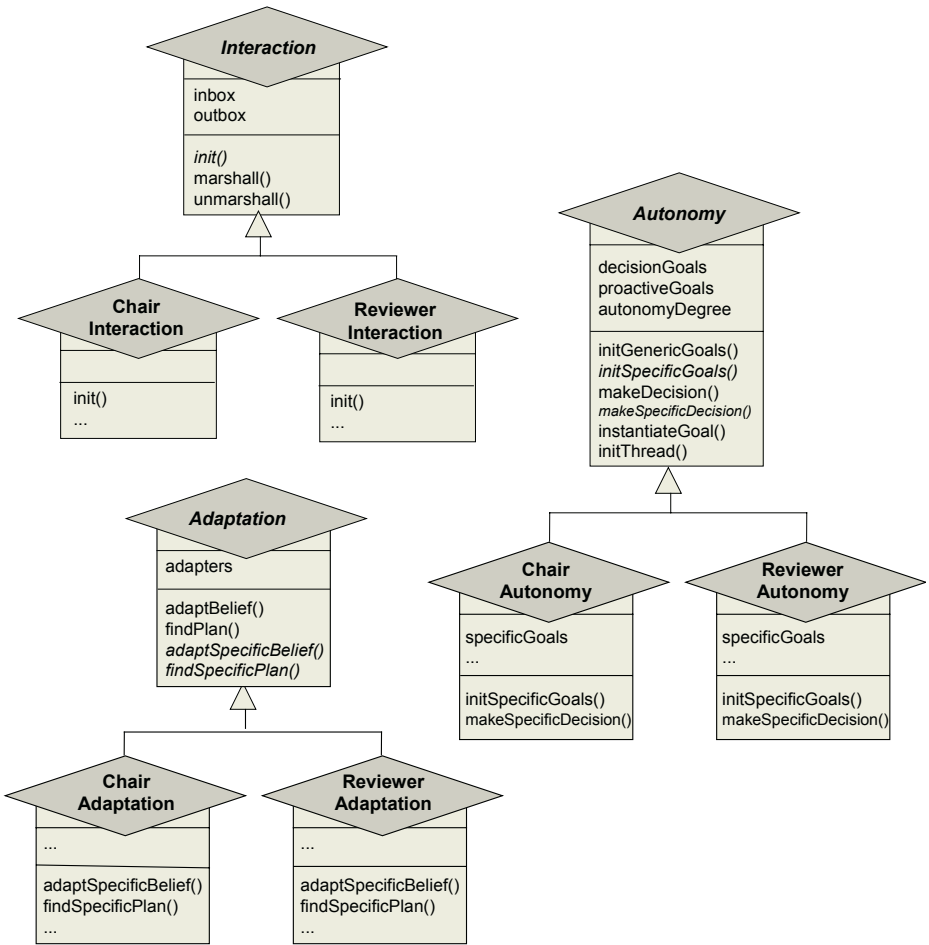 Interaction
inbox
outbox
init()
marshall()
unmarshall()
Chair
Interaction
init()
...
Reviewer
Interaction
init()
...
Autonomy
decisionGoals
proactiveGoals
autonomyDegree
initGenericGoals()
initSpecificGoals()
makeDecision()
makeSpecificDecision()
instantiateGoal()
initThread()
Chair
Autonomy
specificGoals
...
initSpecificGoals()
makeSpecificDecision()
Reviewer
Autonomy
specificGoals
...
initSpecificGoals()
makeSpecificDecision()
Adaptation
adapters
adaptBelief()
findPlan()
adaptSpecificBelief()
findSpecificPlan()
Chair
Adaptation
...
adaptSpecificBelief()
findSpecificPlan()
...
Reviewer
Adaptation
...
adaptSpecificBelief()
findSpecificPlan()
...